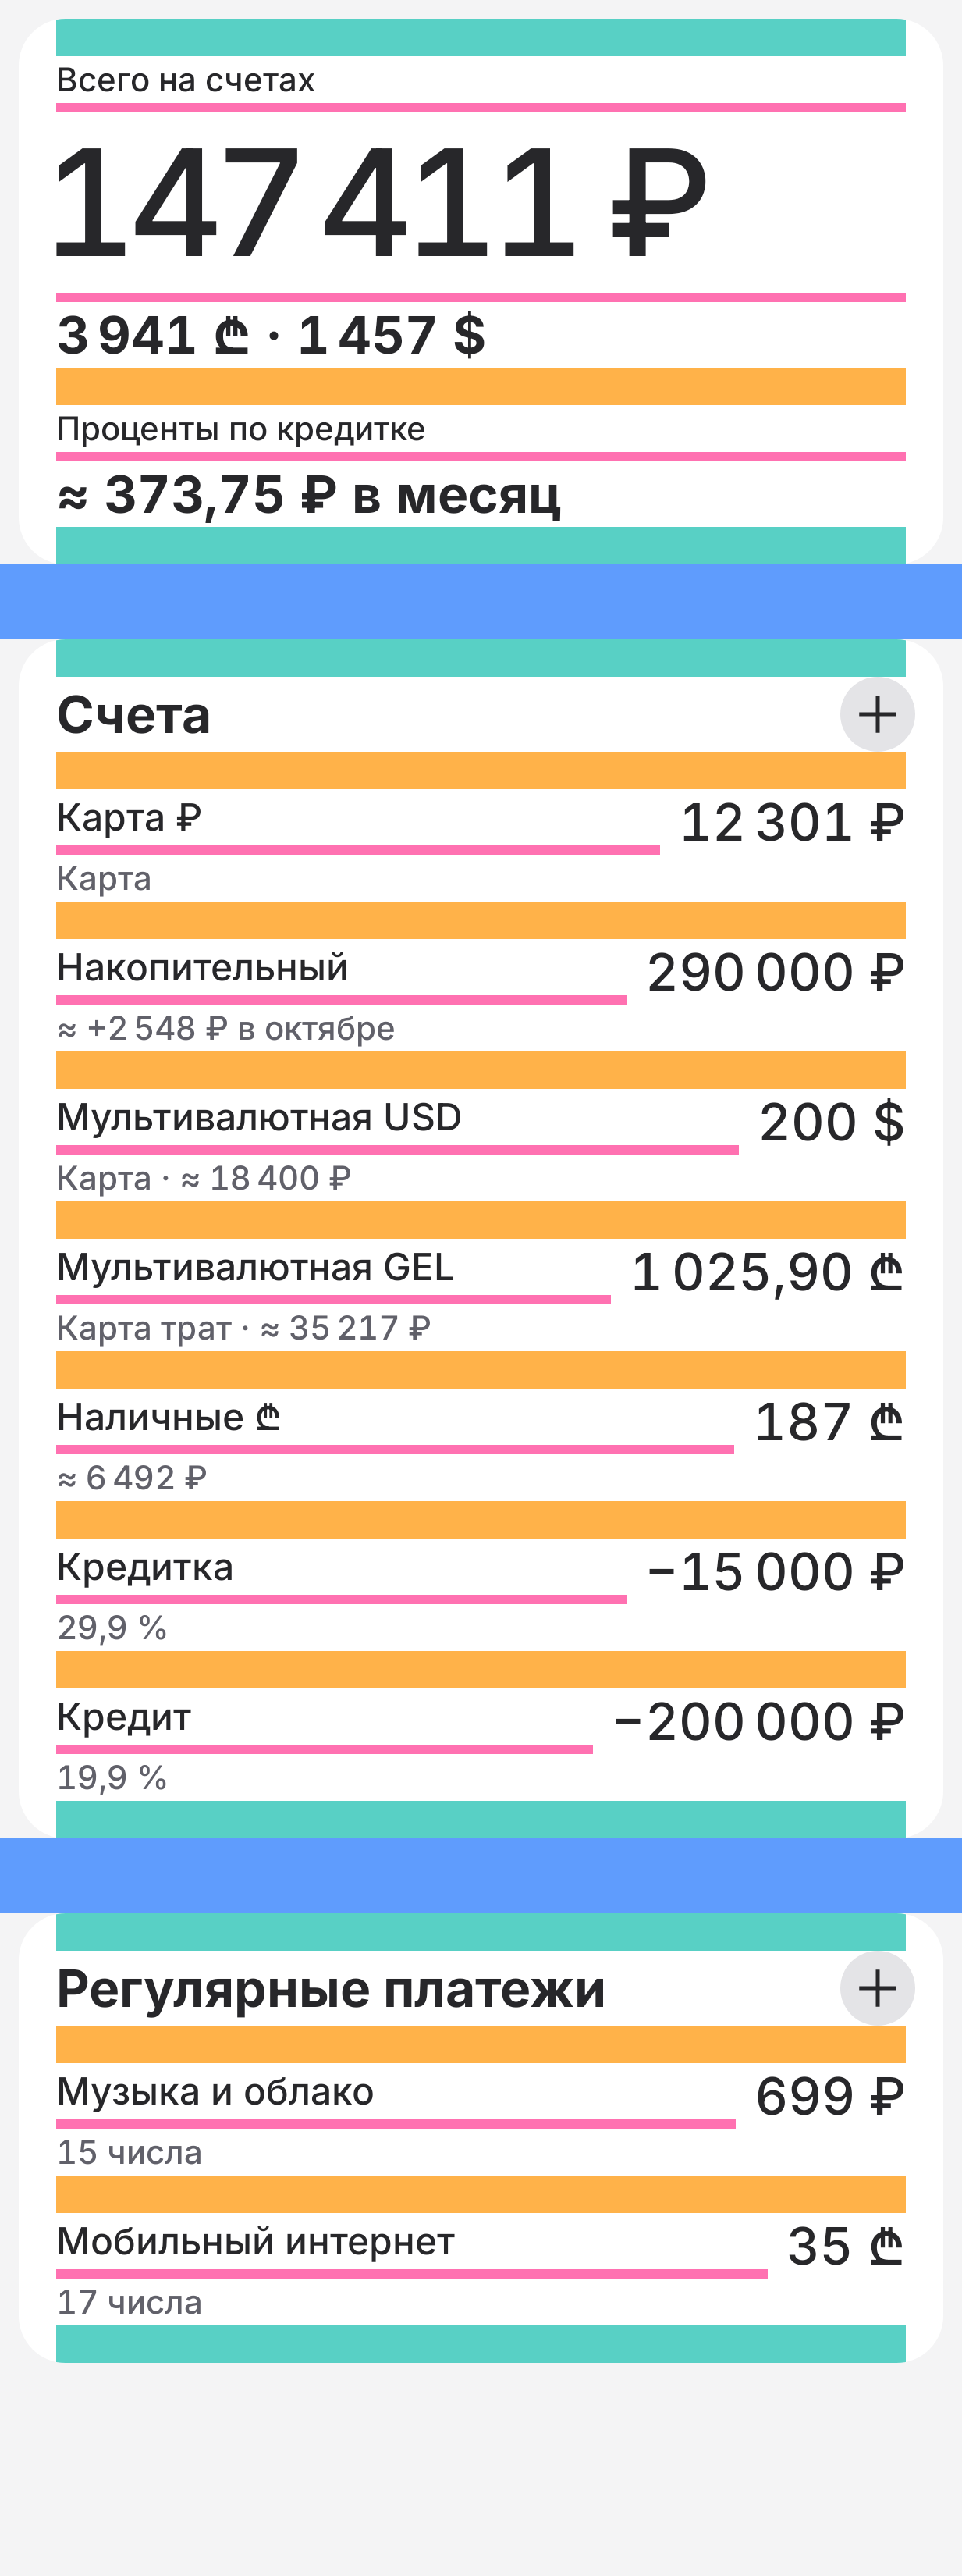 Всего на счетах
147 411 ₽
3 941 ₾ · 1 457 $
Проценты по кредитке
≈ 373,75 ₽ в месяц
Счета
Карта ₽ 12 301 ₽
Карта
Накопительный 290 000 ₽
≈ +2 548 ₽ в октябре
Мультивалютная USD 200 $
Карта · ≈ 18 400 ₽
Мультивалютная GEL 1 025,90 ₾
Карта трат · ≈ 35 217 ₽
Наличные ₾ 187 ₾
≈ 6 492 ₽
Кредитка −15 000 ₽
29,9 %
Кредит −200 000 ₽
19,9 %
Регулярные платежи
Музыка и облако 699 ₽
15 числа
Мобильный интернет 35 ₾
17 числа